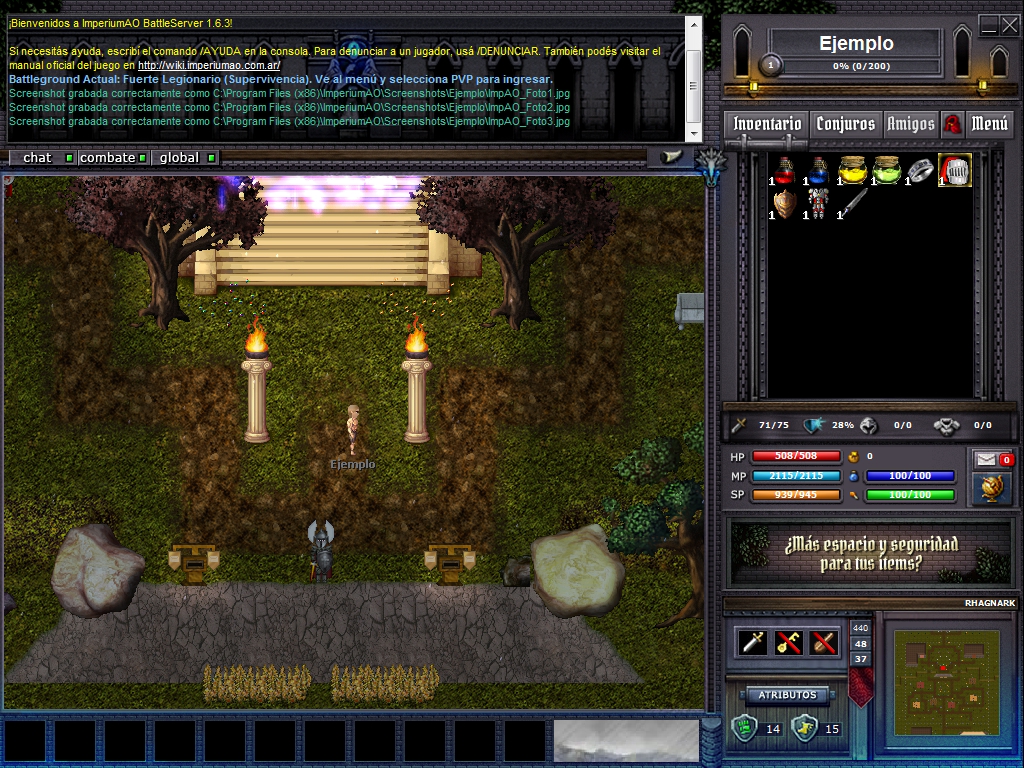 ¡Bienvenidos a ImperiumAO BattleServer 1.6.3!
Si necesitás ayuda, escribí el comando /AYUDA en la consola. Para denunciar a un jugador, usá /DENUNCIAR. También podés visitar el
manual oficial del juego en http://wiki.imperiumao.com.ar/
Battleground Actual: Fuerte Legionario (Supervivencia). Ve al menú y selecciona PVP para ingresar.
Screenshot grabada correctamente como C:\Program Files (x86)\ImperiumAO\Screenshots\Ejemplo\ImpAO_Foto1.jpg
Screenshot grabada correctamente como C:\Program Files (x86)\ImperiumAO\Screenshots\Ejemplo\ImpAO_Foto2.jpg
Screenshot grabada correctamente como C:\Program Files (x86)\ImperiumAO\Screenshots\Ejemplo\ImpAO_Foto3.jpg
chat combate global
Ejemplo
Ejemplo
1
0% (0/200)
Inventario Conjuros Amigos Menú
1 1 1 1 1 1
1 1 1
71/75 28% 0/0 0/0
HP 508/508 0
MP 2115/2115 100/100
SP 939/945 100/100
0
¿Más espacio y seguridad
para tus ítems?
RHAGNARK
440
48
37
ATRIBUTOS
14 15